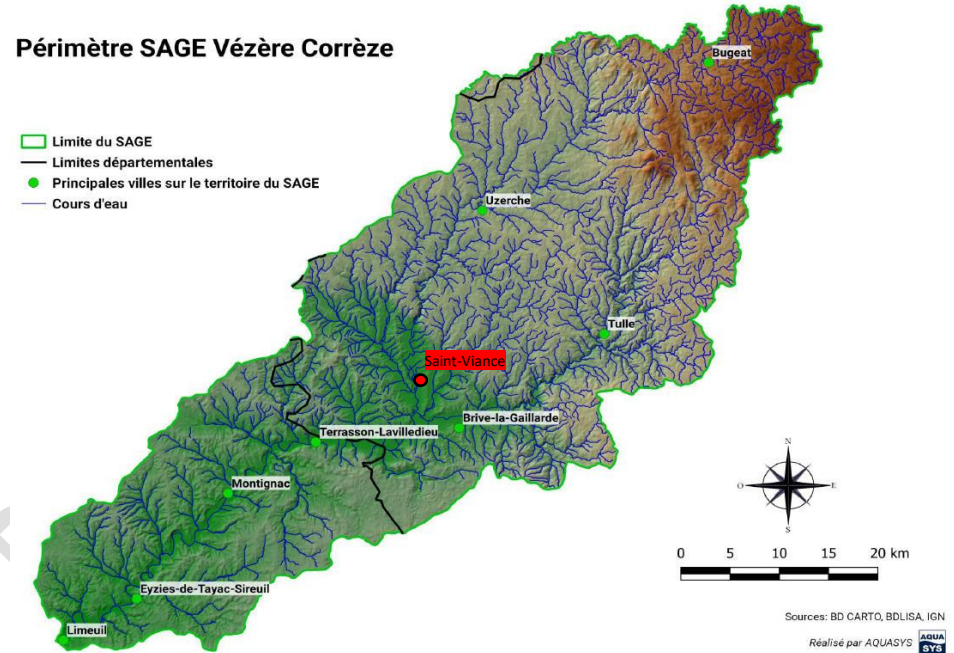 Périmètre SAGE Vézère Corrèze
Bugeat
Limite du SAGE
Limites départementales
Principales villes sur le territoire du SAGE
Cours d'eau
Uzerche
Tulle
Saint-Viance
Brive-la-Gaillarde
Terrasson-Lavilledieu
Montignac
N
O E
S
0 5 10 15 20 km
Eyzies-de-Tayac-Sireuil
Limeuil
Sources: BD CARTO, BDLISA, IGN
Réalisé par AQUASYS
AQUA
SYS